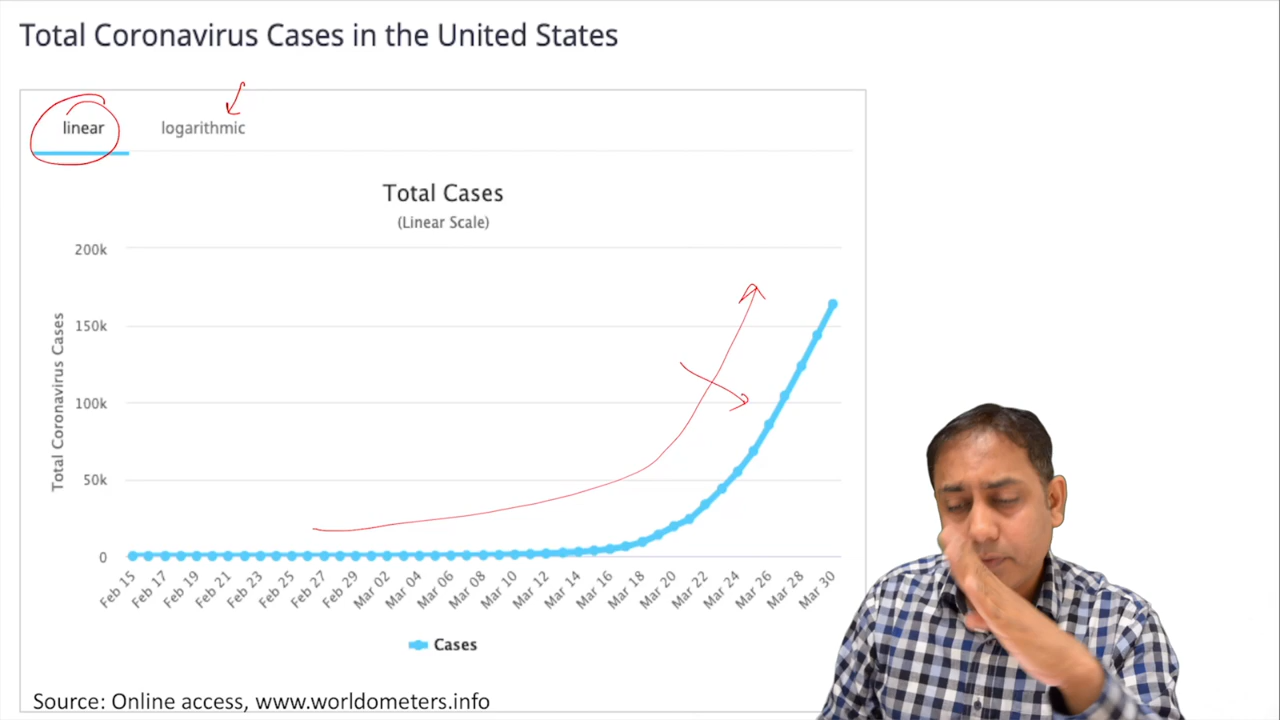 Total Coronavirus Cases in the United States
linear
logarithmic
Total Cases
(Linear Scale)
Total Coronavirus Cases
200k
150k
100k
50k
0
Feb 15
Feb 17
Feb 19
Feb 21
Feb 23
Feb 25
Feb 27
Feb 29
Mar 02
Mar 04
Mar 06
Mar 08
Mar 10
Mar 12
Mar 14
Mar 16
Mar 18
Mar 20
Mar 22
Mar 24
Mar 26
Mar 28
Mar 30
Cases
Source: Online access, www.worldometers.info